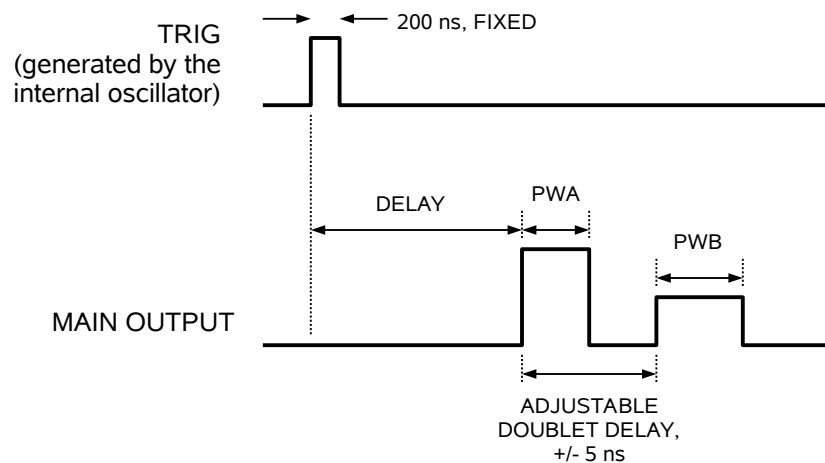 200 ns, FIXED
TRIG
(generated by the
internal oscillator)
DELAY
PWA
PWB
MAIN OUTPUT
ADJUSTABLE
DOUBLET DELAY,
+/- 5 ns